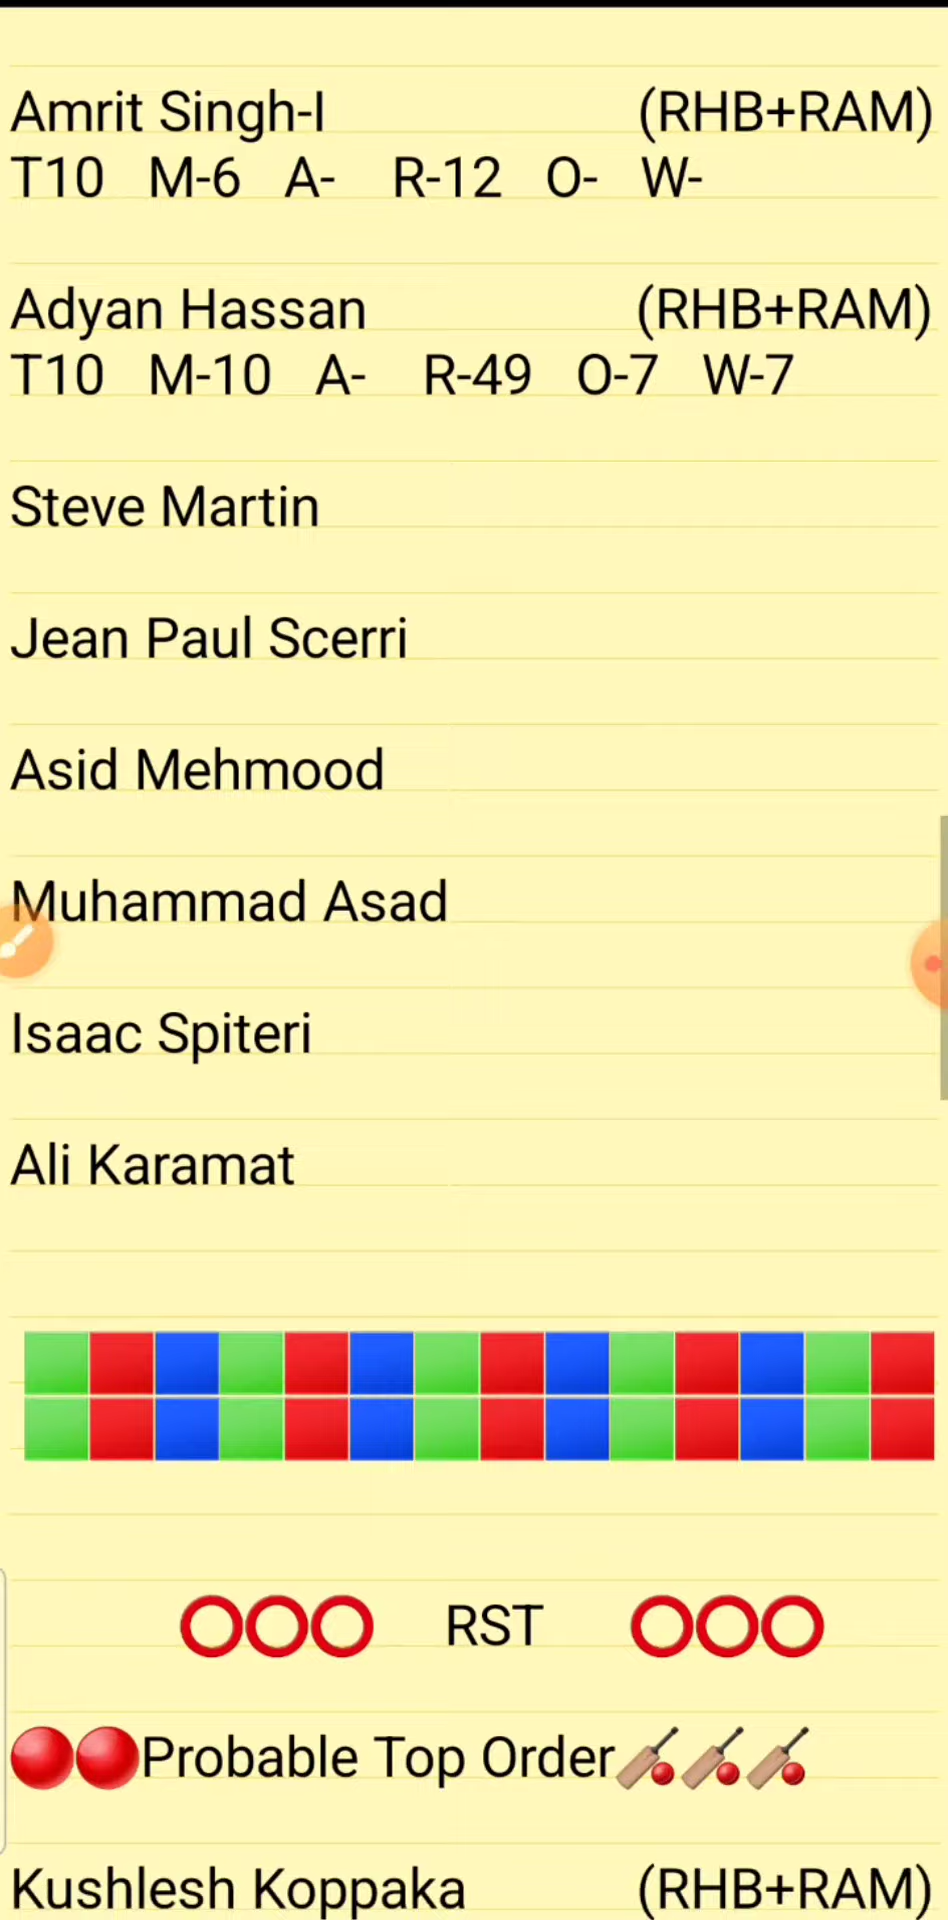 Amrit Singh-I (RHB+RAM)
T10 M-6 A- R-12 O- W-
Adyan Hassan (RHB+RAM)
T10 M-10 A- R-49 O-7 W-7
Steve Martin
Jean Paul Scerri
Asid Mehmood
Muhammad Asad
Isaac Spiteri
Ali Karamat
RST
Probable Top Order
Kushlesh Koppaka (RHB+RAM)